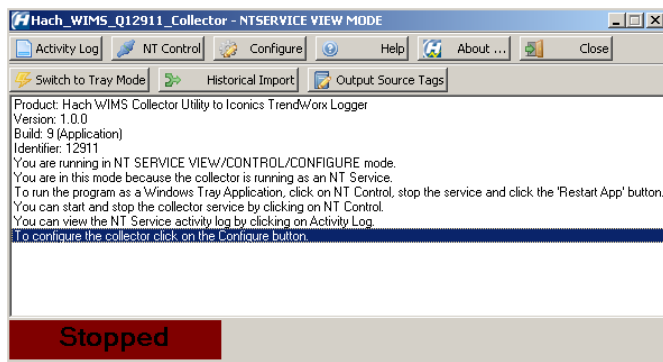 Hach_WIMS_Q12911_Collector - NTSERVICE VIEW MODE
Activity Log NT Control Configure Help About ... Close
Switch to Tray Mode Historical Import Output Source Tags
Product: Hach WIMS Collector Utility to Iconics TrendWorx Logger
Version: 1.0.0
Build: 9 (Application)
Identifier: 12911
You are running in NT SERVICE VIEW/CONTROL/CONFIGURE mode.
You are in this mode because the collector is running as an NT Service.
To run the program as a Windows Tray Application, click on NT Control, stop the service and click the 'Restart App' button.
You can start and stop the collector service by clicking on NT Control.
You can view the NT Service activity log by clicking on Activity Log.
To configure the collector click on the Configure button.
Stopped